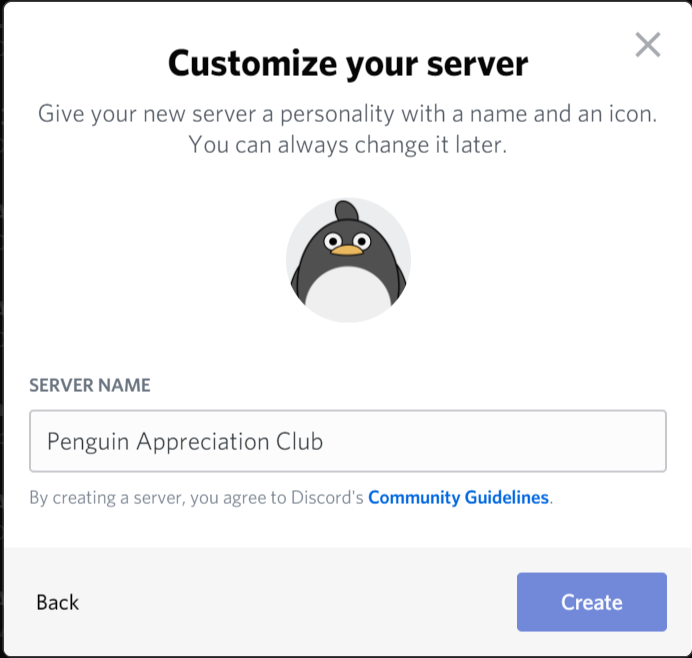 Customize your server
Give your new server a personality with a name and an icon.
You can always change it later.
SERVER NAME
Penguin Appreciation Club
By creating a server, you agree to Discord's Community Guidelines.
Back
Create